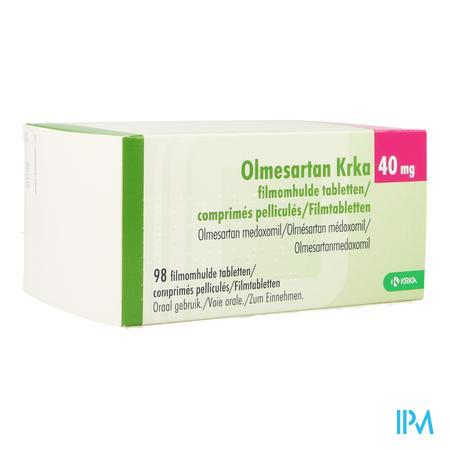 Olmesartan Krka 40 mg
filmomhulde tabletten/
comprimés pelliculés/Filmtabletten
Olmesartan medoxomil/Olmésartan médoxomil/
Olmesartanmedoxomil
98 filmomhulde tabletten/
comprimés pelliculés/Filmtabletten
Oraal gebruik./Voie orale./Zum Einnehmen.
KRKA
IPM